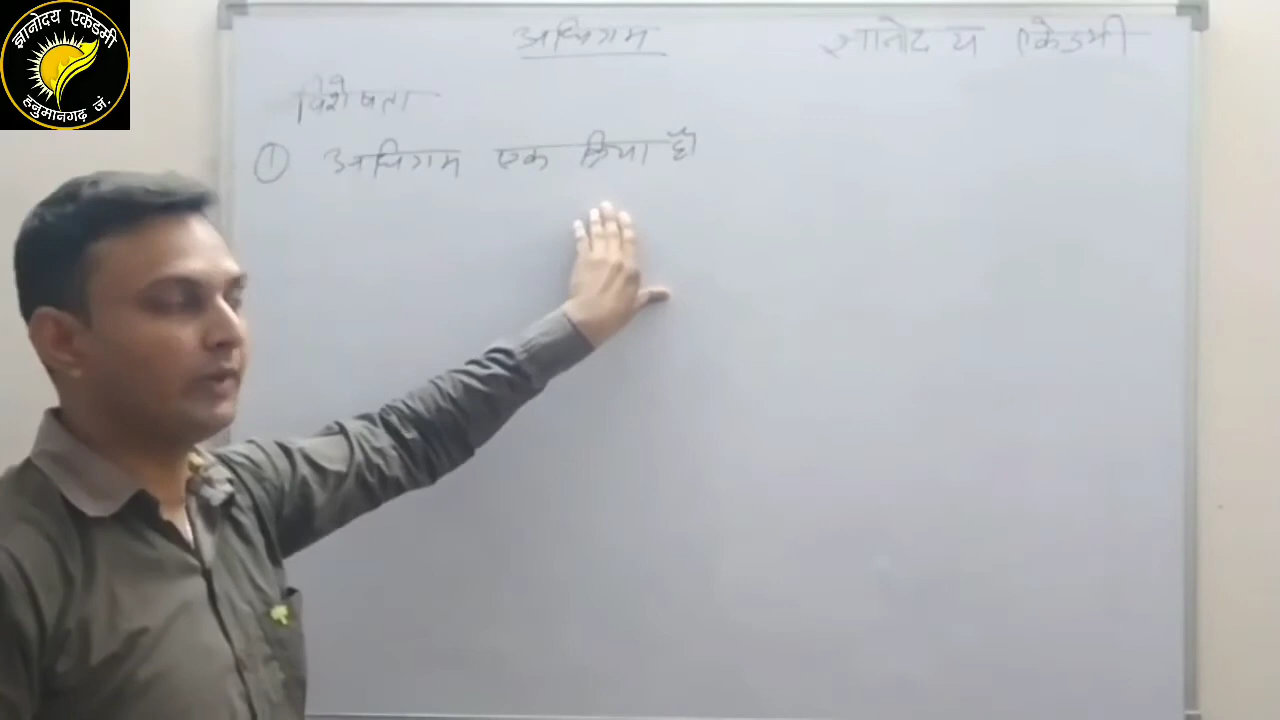 ज्ञानोदय एकेडमी
हनुमानगढ़ जं.
अधिगम
ज्ञानोदय एकेडमी
विशेषता
① अधिगम एक क्रिया है